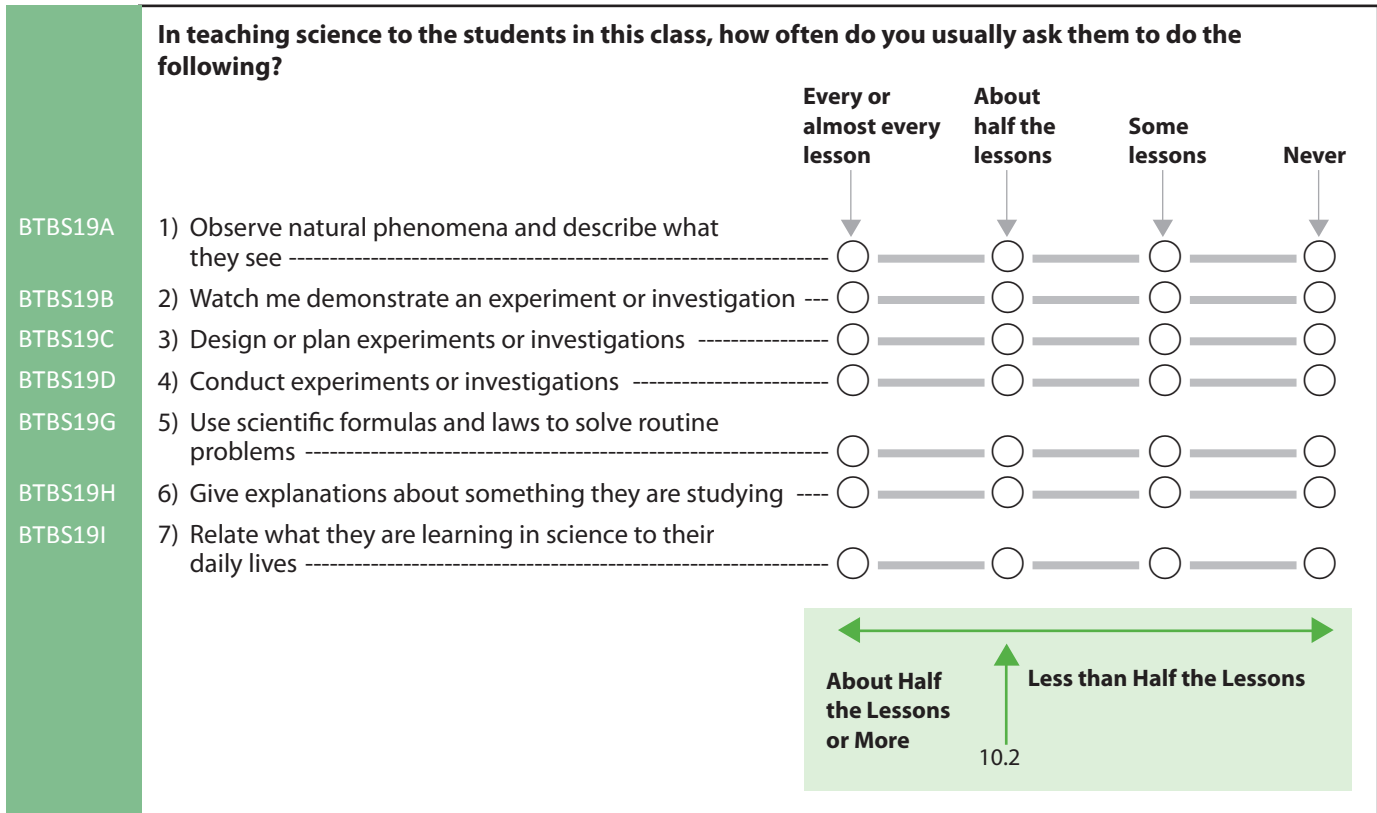 In teaching science to the students in this class, how often do you usually ask them to do the
following?
Every or
almost every
lesson
About
half the
lessons
Some
lessons
Never
BTBS19A 1) Observe natural phenomena and describe what
they see
BTBS19B 2) Watch me demonstrate an experiment or investigation
BTBS19C 3) Design or plan experiments or investigations
BTBS19D 4) Conduct experiments or investigations
BTBS19G 5) Use scientific formulas and laws to solve routine
problems
BTBS19H 6) Give explanations about something they are studying
BTBS19I 7) Relate what they are learning in science to their
daily lives
About Half
the Lessons
or More
Less than Half the Lessons
10.2